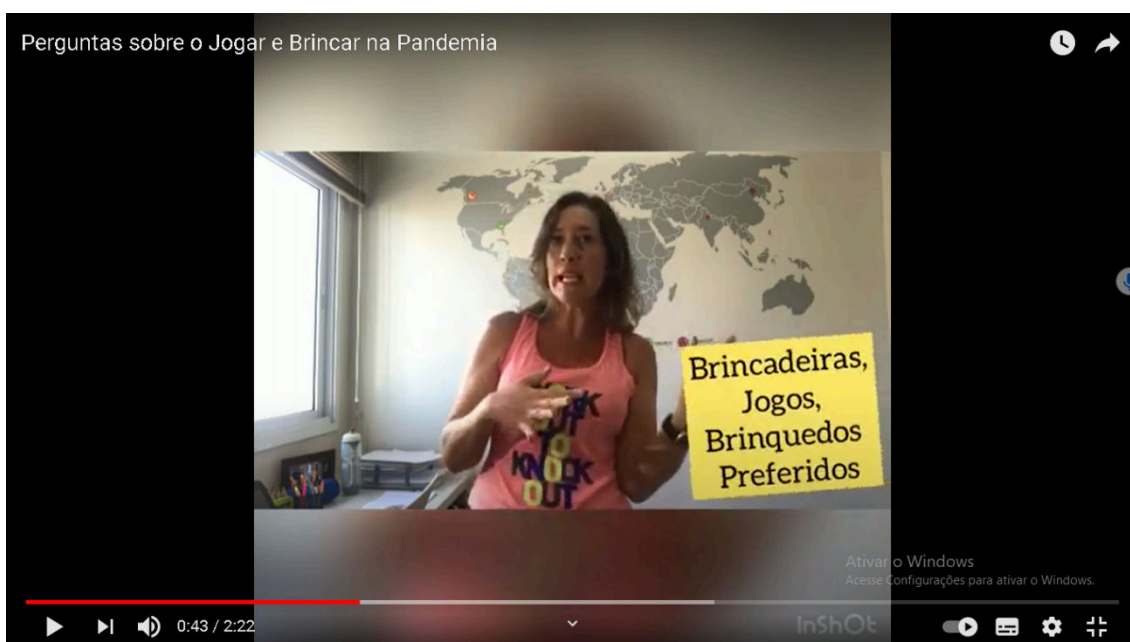 Perguntas sobre o Jogar e Brincar na Pandemia
Brincadeiras,
Jogos,
Brinquedos
Preferidos
KNOCK
OUT
TO
KNOCK
OUT
Ativar o Windows
Acesse Configurações para ativar o Windows.
0:43 / 2:22
InShOt